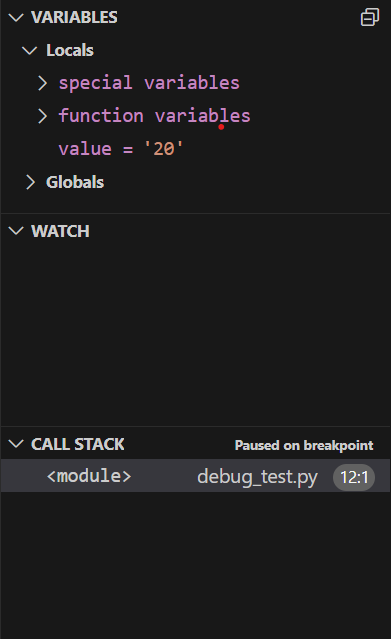 VARIABLES
Locals
special variables
function variables
value = '20'
Globals
WATCH
CALL STACK Paused on breakpoint
<module> debug_test.py 12:1